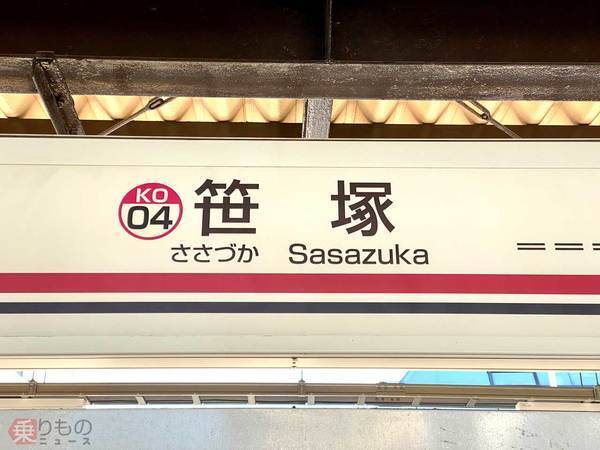 KO
04
笹塚
ささづか Sasazuka
乗りもの
ニュース